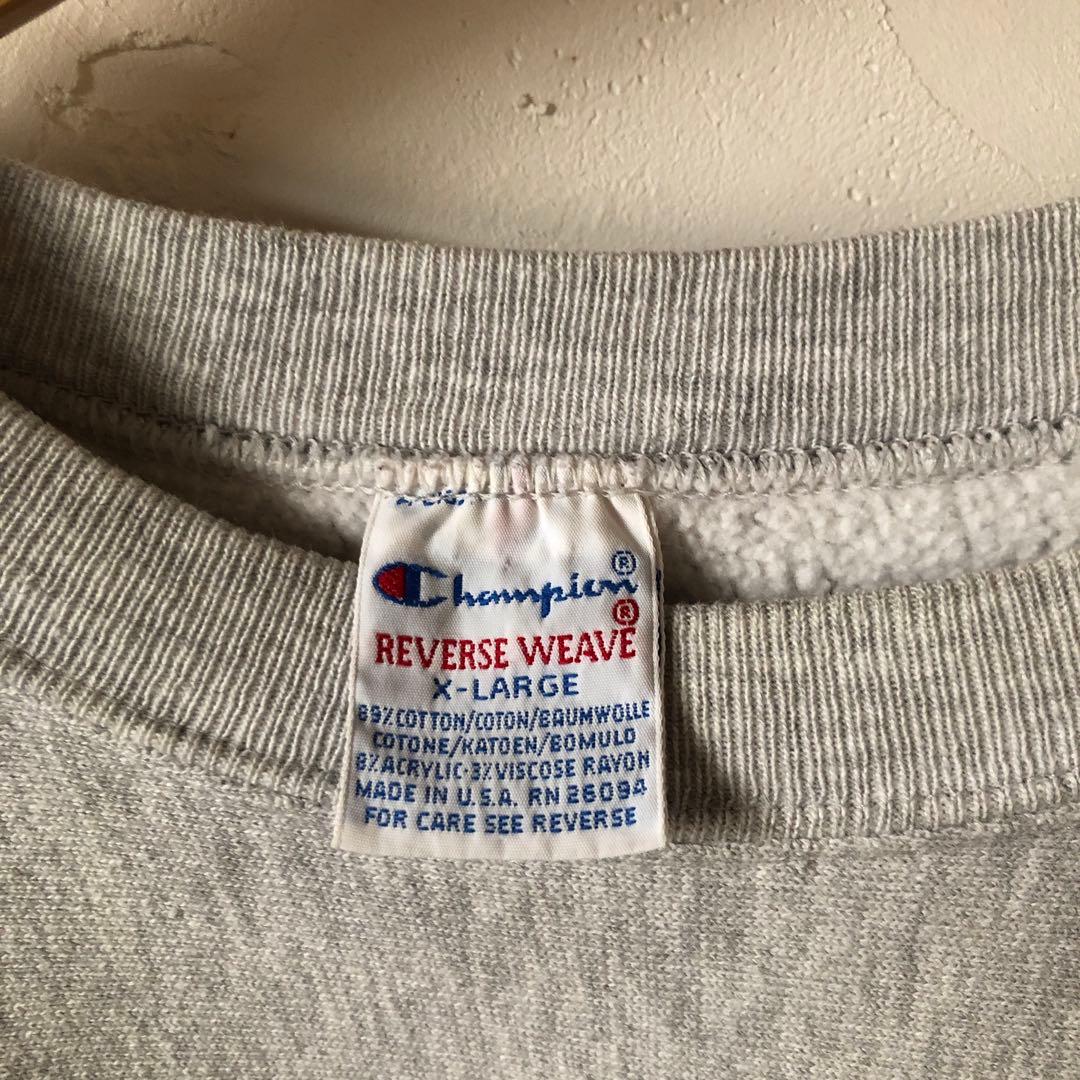 Champion®
REVERSE WEAVE®
X-LARGE
89% COTTON/COTON/BAUMWOLLE
COTONE/KATOEN/BOMULD
8% ACRYLIC·3% VISCOSE RAYON
MADE IN U.S.A. RN 26094
FOR CARE SEE REVERSE